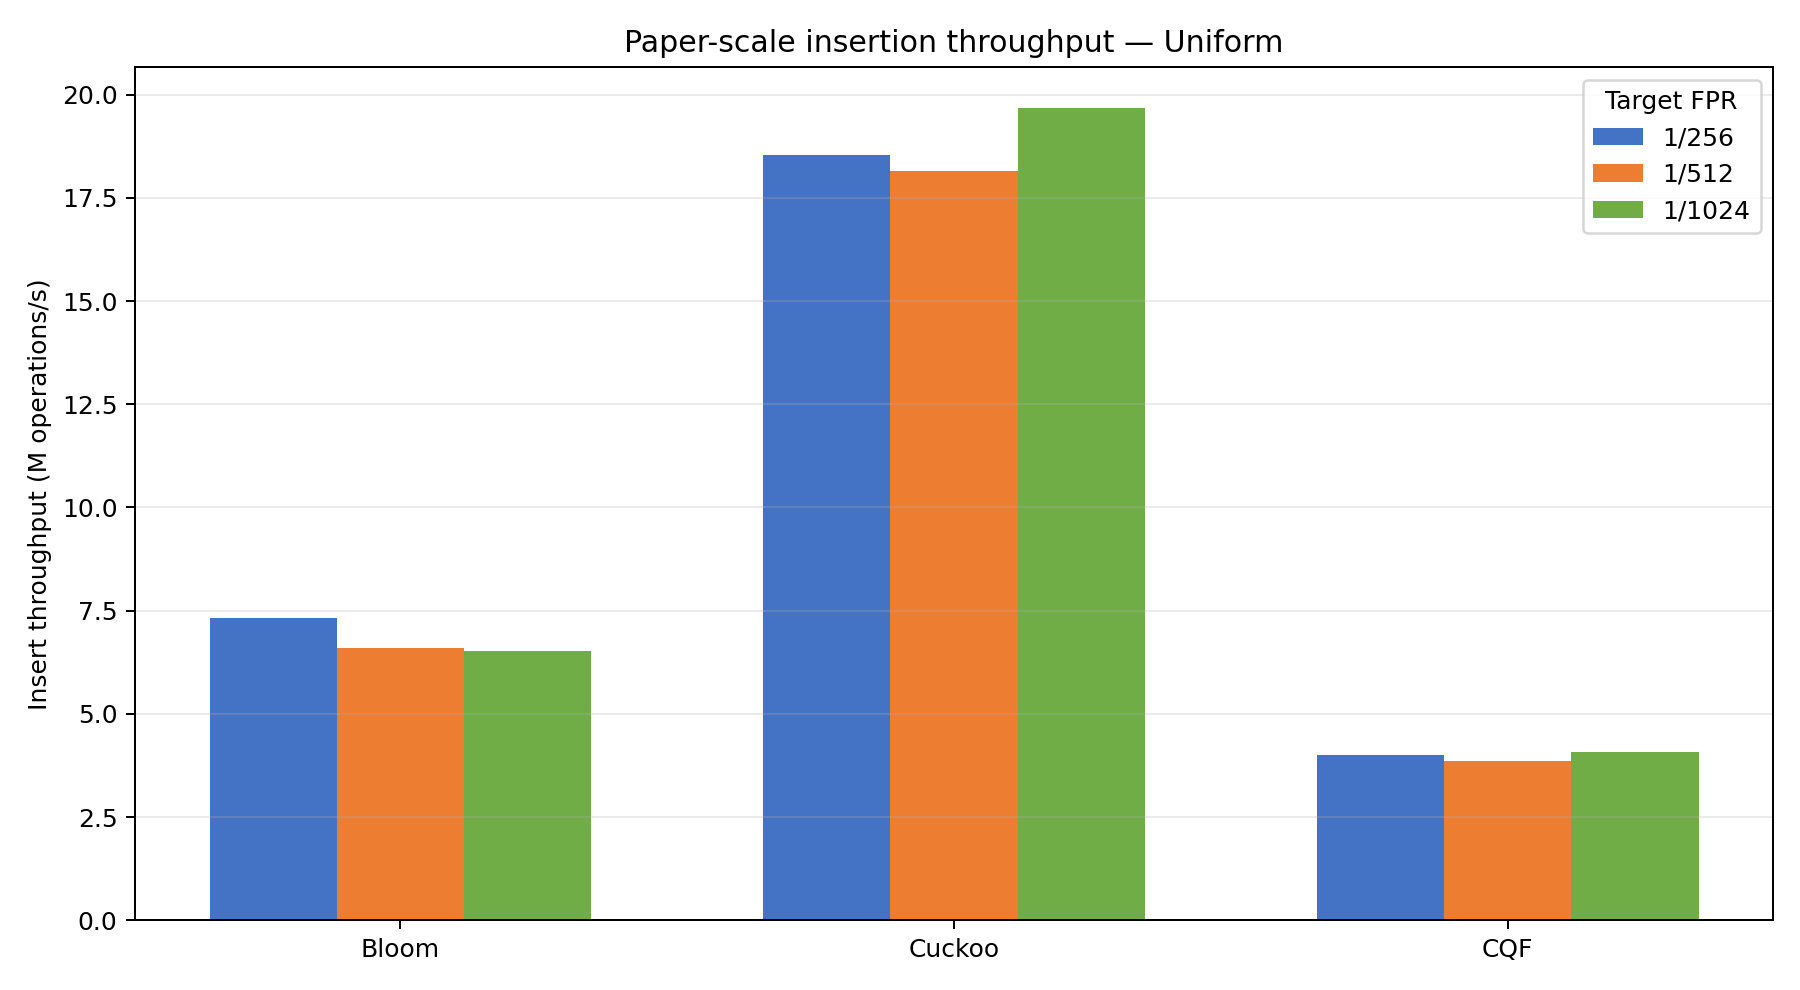 Paper-scale insertion throughput — Uniform
Insert throughput (M operations/s)
20.0
17.5
15.0
12.5
10.0
7.5
5.0
2.5
0.0
Target FPR
1/256
1/512
1/1024
Bloom
Cuckoo
CQF